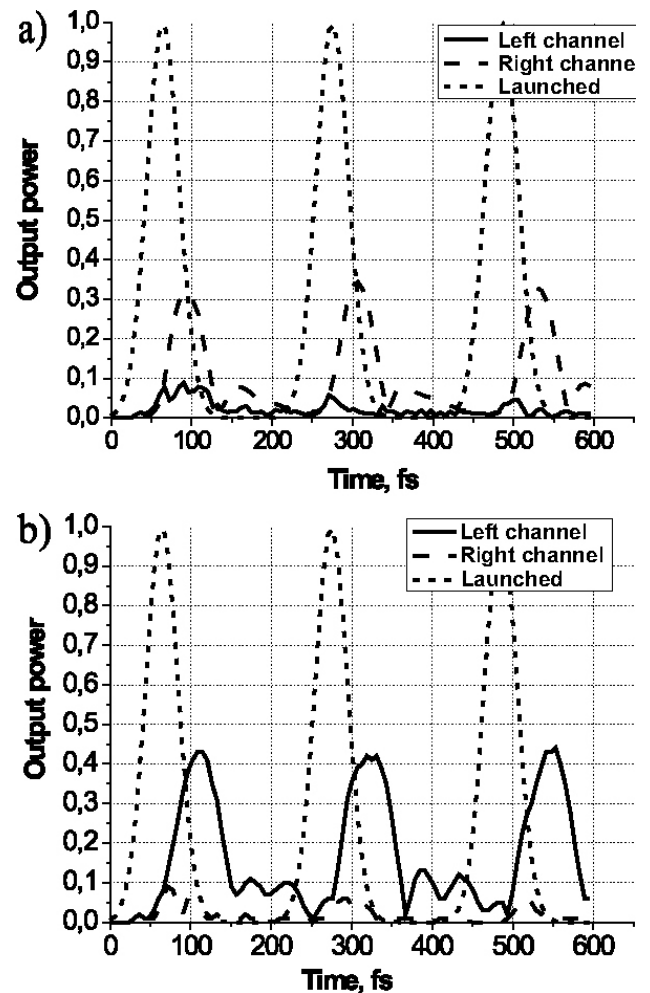 a)
1,0
0,9
0,8
0,7
0,6
0,5
0,4
0,3
0,2
0,1
0,0
Output power
Left channel
Right channe
Launched
0 100 200 300 400 500 600
Time, fs
b)
1,0
0,9
0,8
0,7
0,6
0,5
0,4
0,3
0,2
0,1
0,0
Output power
Left channel
Right channel
Launched
0 100 200 300 400 500 600
Time, fs